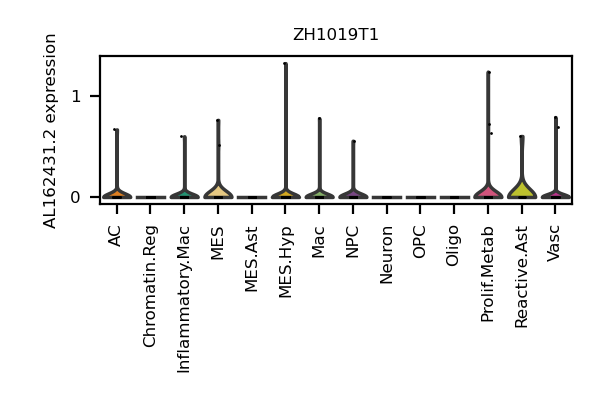 ZH1019T1
AL162431.2 expression
1
0
AC
Chromatin.Reg
Inflammatory.Mac
MES
MES.Ast
MES.Hyp
Mac
NPC
Neuron
OPC
Oligo
Prolif.Metab
Reactive.Ast
Vasc